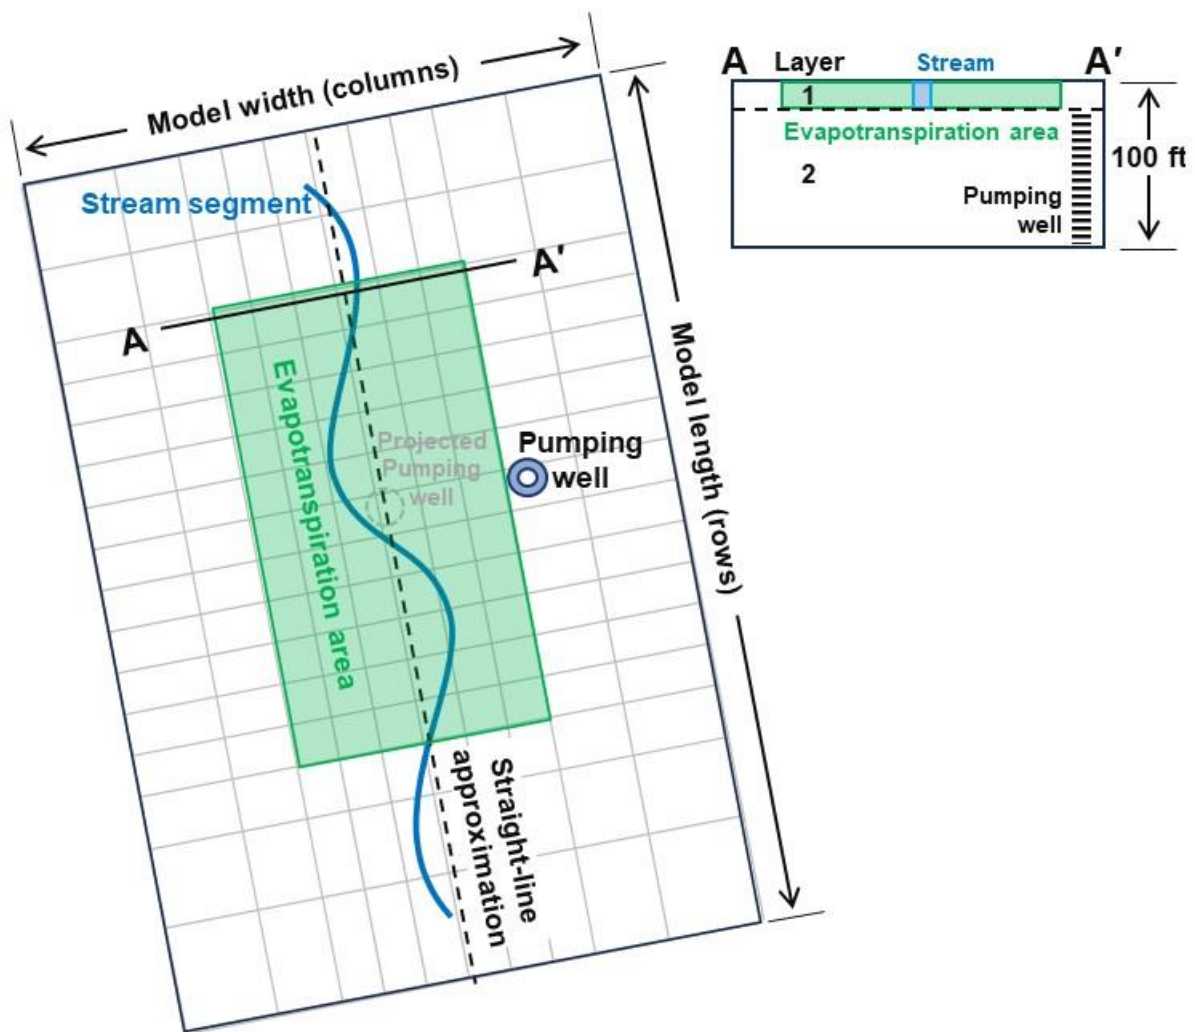 Model width (columns)
Stream segment
A
A′
Evapotranspiration area
Projected
Pumping
well
Pumping
well
Model length (rows)
Straight-line
approximation
A
Layer
Stream
A′
1
Evapotranspiration area
2
100 ft
Pumping
well